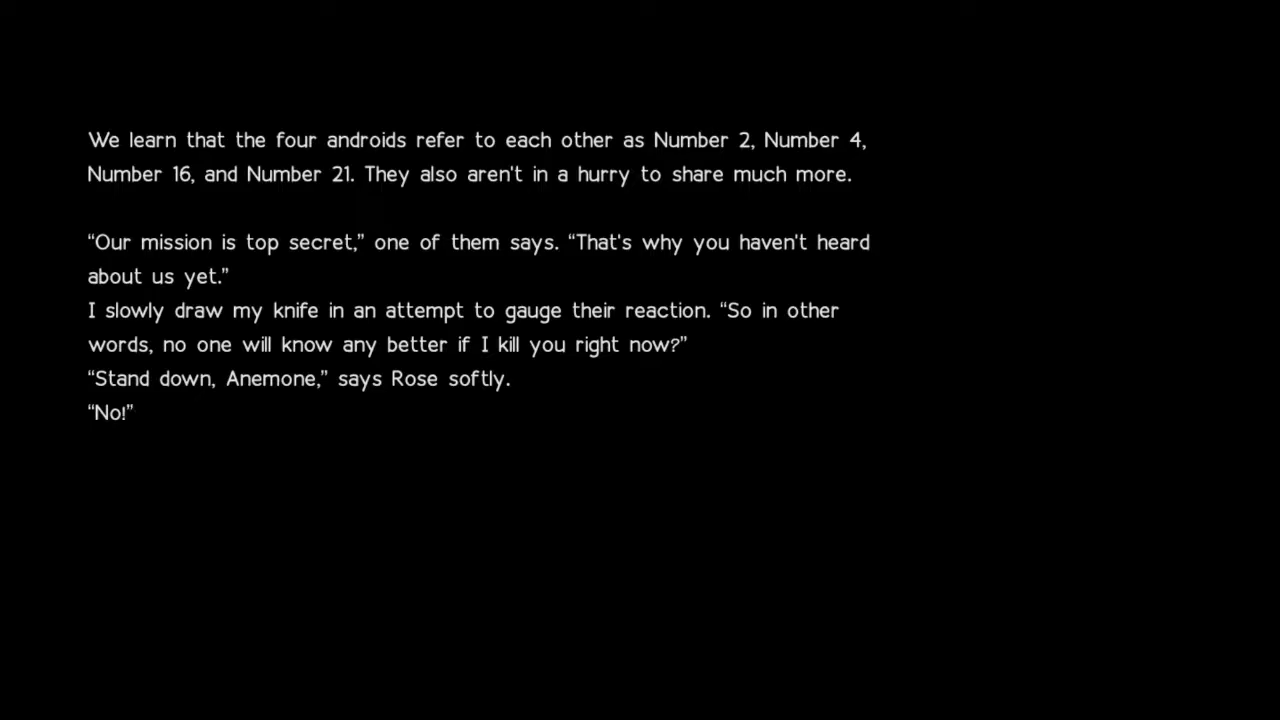 We learn that the four androids refer to each other as Number 2, Number 4,
Number 16, and Number 21. They also aren't in a hurry to share much more.
“Our mission is top secret,” one of them says. “That's why you haven't heard
about us yet.”
I slowly draw my knife in an attempt to gauge their reaction. “So in other
words, no one will know any better if I kill you right now?”
“Stand down, Anemone,” says Rose softly.
“No!”